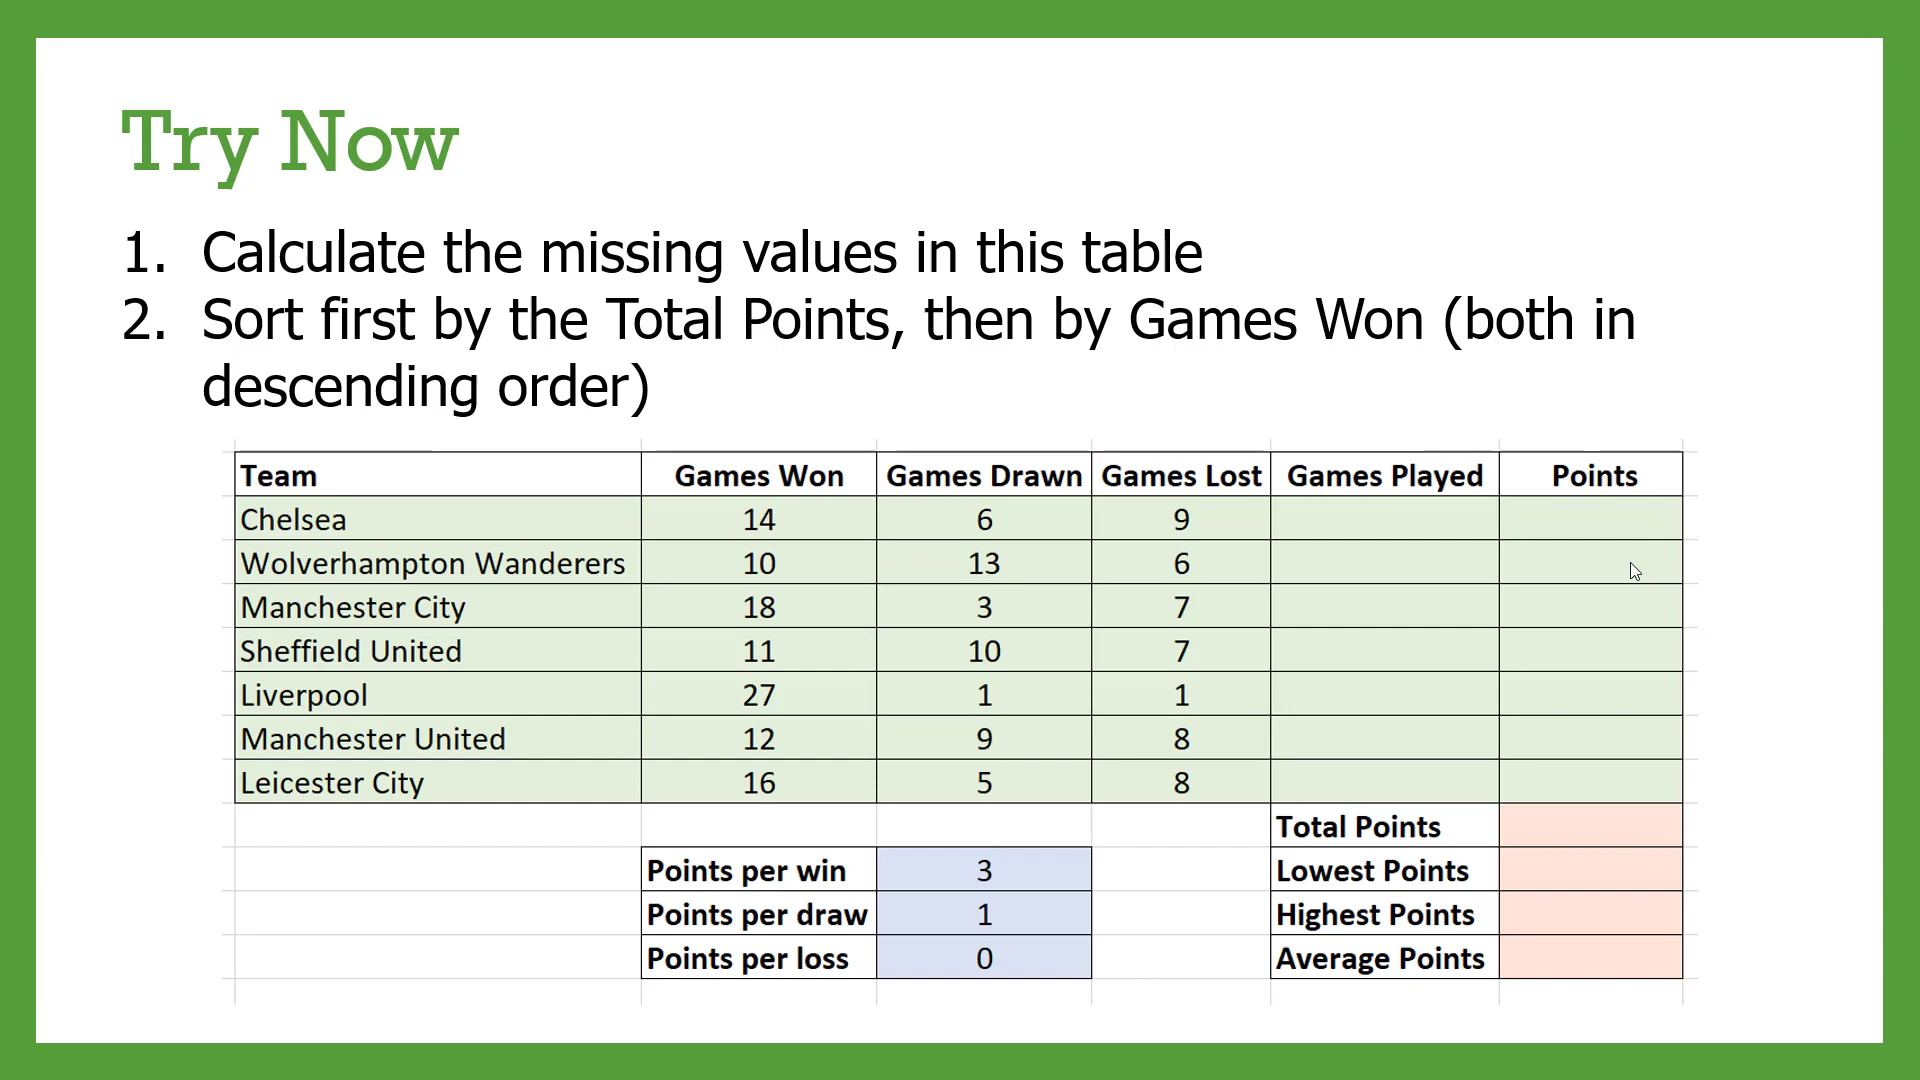 Try Now
1. Calculate the missing values in this table
2. Sort first by the Total Points, then by Games Won (both in
descending order)
Team Games Won Games Drawn Games Lost Games Played Points
Chelsea 14 6 9
Wolverhampton Wanderers 10 13 6
Manchester City 18 3 7
Sheffield United 11 10 7
Liverpool 27 1 1
Manchester United 12 9 8
Leicester City 16 5 8
Total Points
Points per win 3 Lowest Points
Points per draw 1 Highest Points
Points per loss 0 Average Points